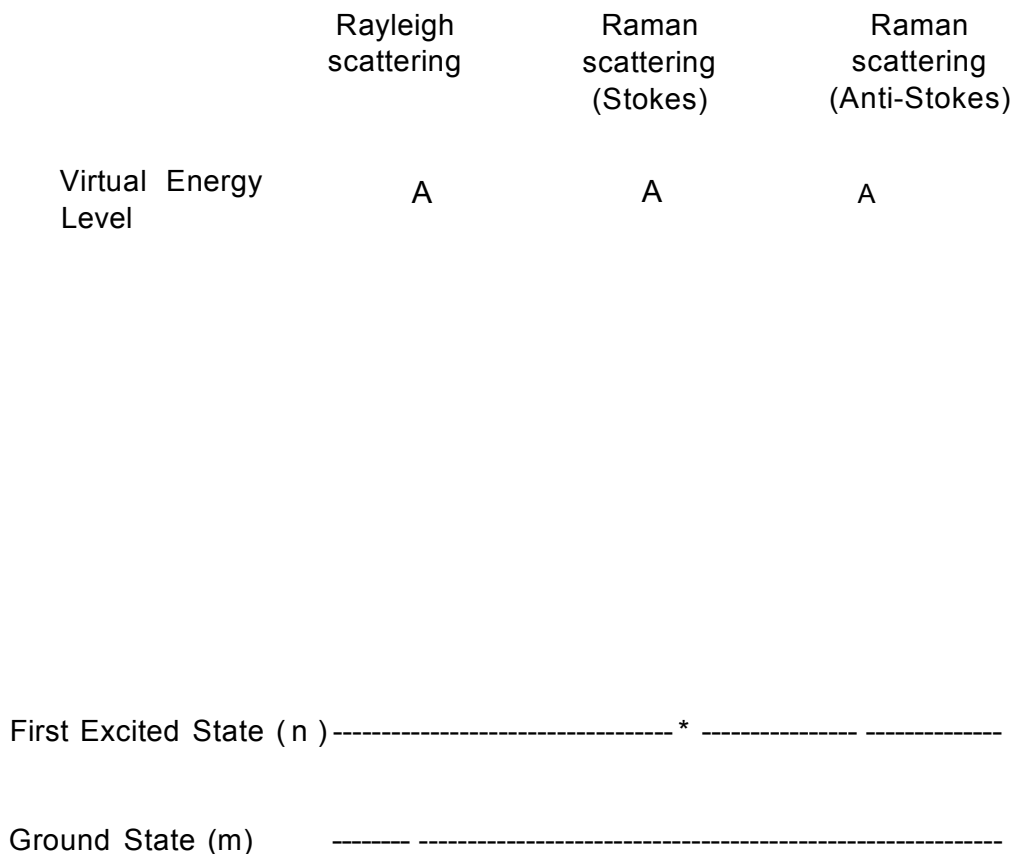 Rayleigh scattering
Raman scattering (Stokes)
Raman scattering (Anti-Stokes)
Virtual Energy Level
A A A
First Excited State ( n ) ----------------------------------- * ---------------- --------------
Ground State (m) -------- ------------------------------------------------------------